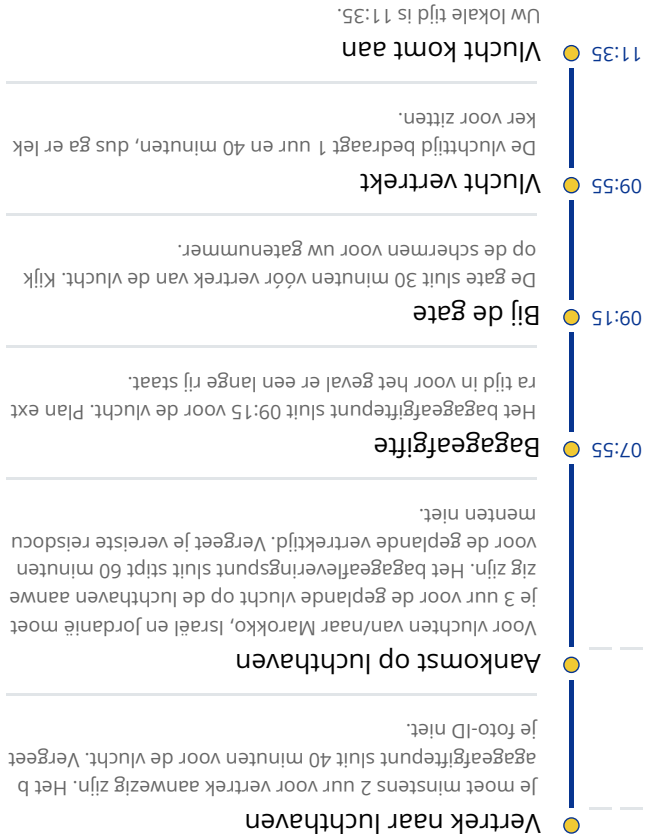 Vertrek naar luchthaven
Je moet minstens 2 uur voor vertrek aanwezig zijn. Het b
agageafgiftepunt sluit 40 minuten voor de vlucht. Vergeet
je foto-ID niet.
Aankomst op luchthaven
Voor vluchten van/naar Marokko, Israël en Jordanië moet
je 3 uur voor de geplande vlucht op de luchthaven aanwe
zig zijn. Het bagageafleveringspunt sluit stipt 60 minuten
voor de geplande vertrektijd. Vergeet je vereiste reisdocu
menten niet.
07:55 Bagageafgifte
Het bagageafgiftepunt sluit 09:15 voor de vlucht. Plan ext
ra tijd in voor het geval er een lange rij staat.
09:15 Bij de gate
De gate sluit 30 minuten vóór vertrek van de vlucht. Kijk
op de schermen voor uw gatenummer.
09:55 Vlucht vertrekt
De vluchttijd bedraagt 1 uur en 40 minuten, dus ga er lek
ker voor zitten.
11:35 Vlucht komt aan
Uw lokale tijd is 11:35.